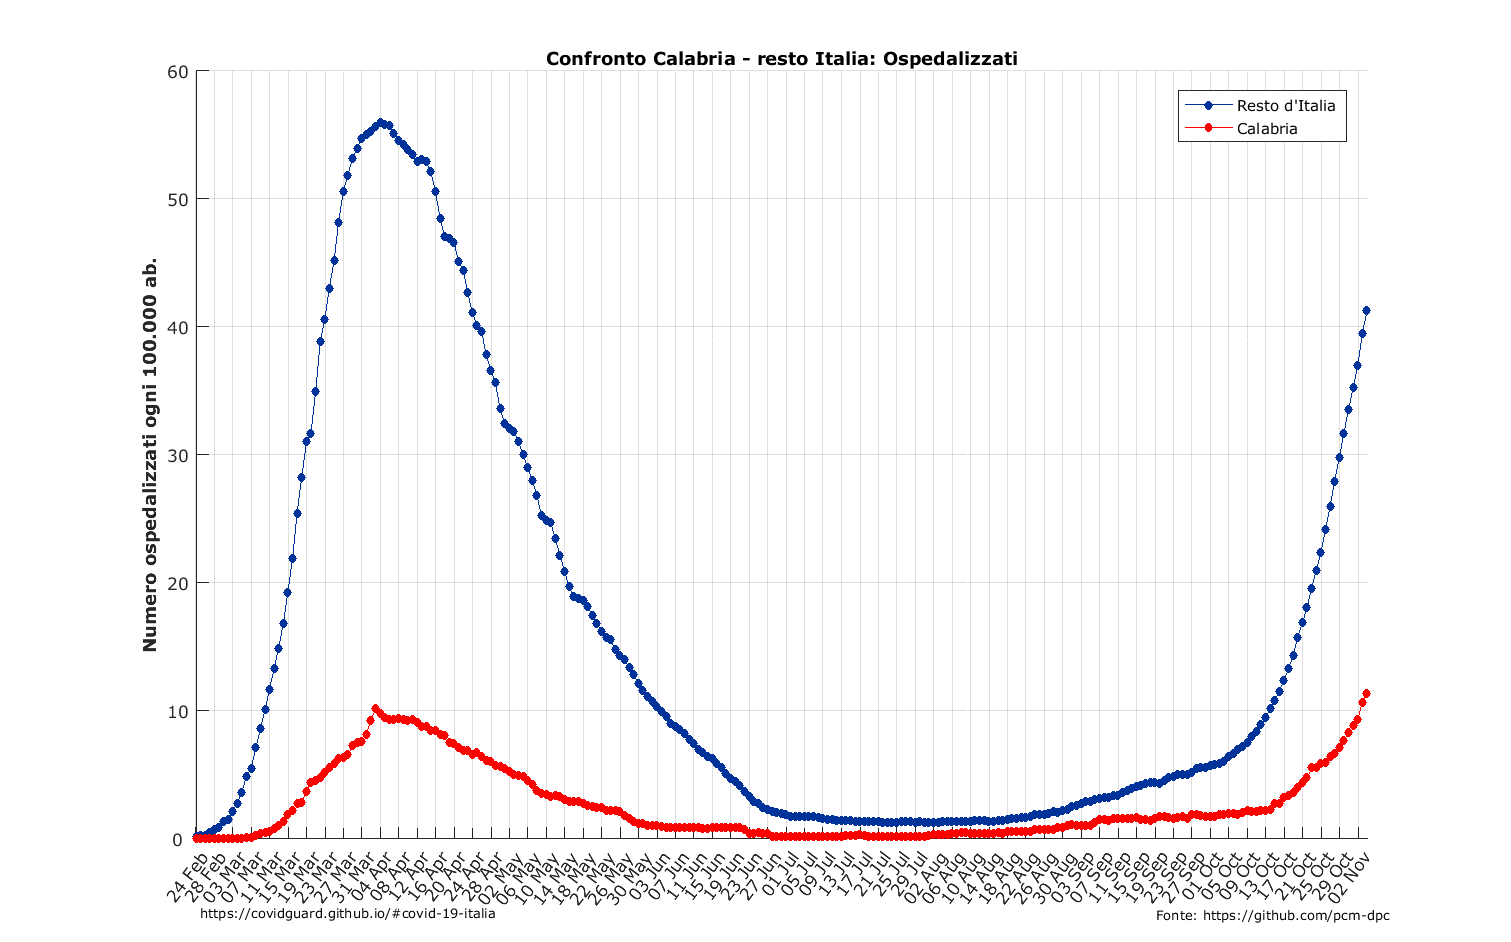 Confronto Calabria - resto Italia: Ospedalizzati
Numero ospedalizzati ogni 100.000 ab.
60
50
40
30
20
10
0
Resto d'Italia
Calabria
24 Feb
28 Feb
03 Mar
07 Mar
11 Mar
15 Mar
19 Mar
23 Mar
27 Mar
31 Mar
04 Apr
08 Apr
12 Apr
16 Apr
20 Apr
24 Apr
28 Apr
02 May
06 May
10 May
14 May
18 May
22 May
26 May
30 May
03 Jun
07 Jun
11 Jun
15 Jun
19 Jun
23 Jun
27 Jun
01 Jul
05 Jul
09 Jul
13 Jul
17 Jul
21 Jul
25 Jul
29 Jul
02 Aug
06 Aug
10 Aug
14 Aug
18 Aug
22 Aug
26 Aug
30 Aug
03 Sep
07 Sep
11 Sep
15 Sep
19 Sep
23 Sep
27 Sep
01 Oct
05 Oct
09 Oct
13 Oct
17 Oct
21 Oct
25 Oct
29 Oct
02 Nov
https://covidguard.github.io/#covid-19-italia
Fonte: https://github.com/pcm-dpc